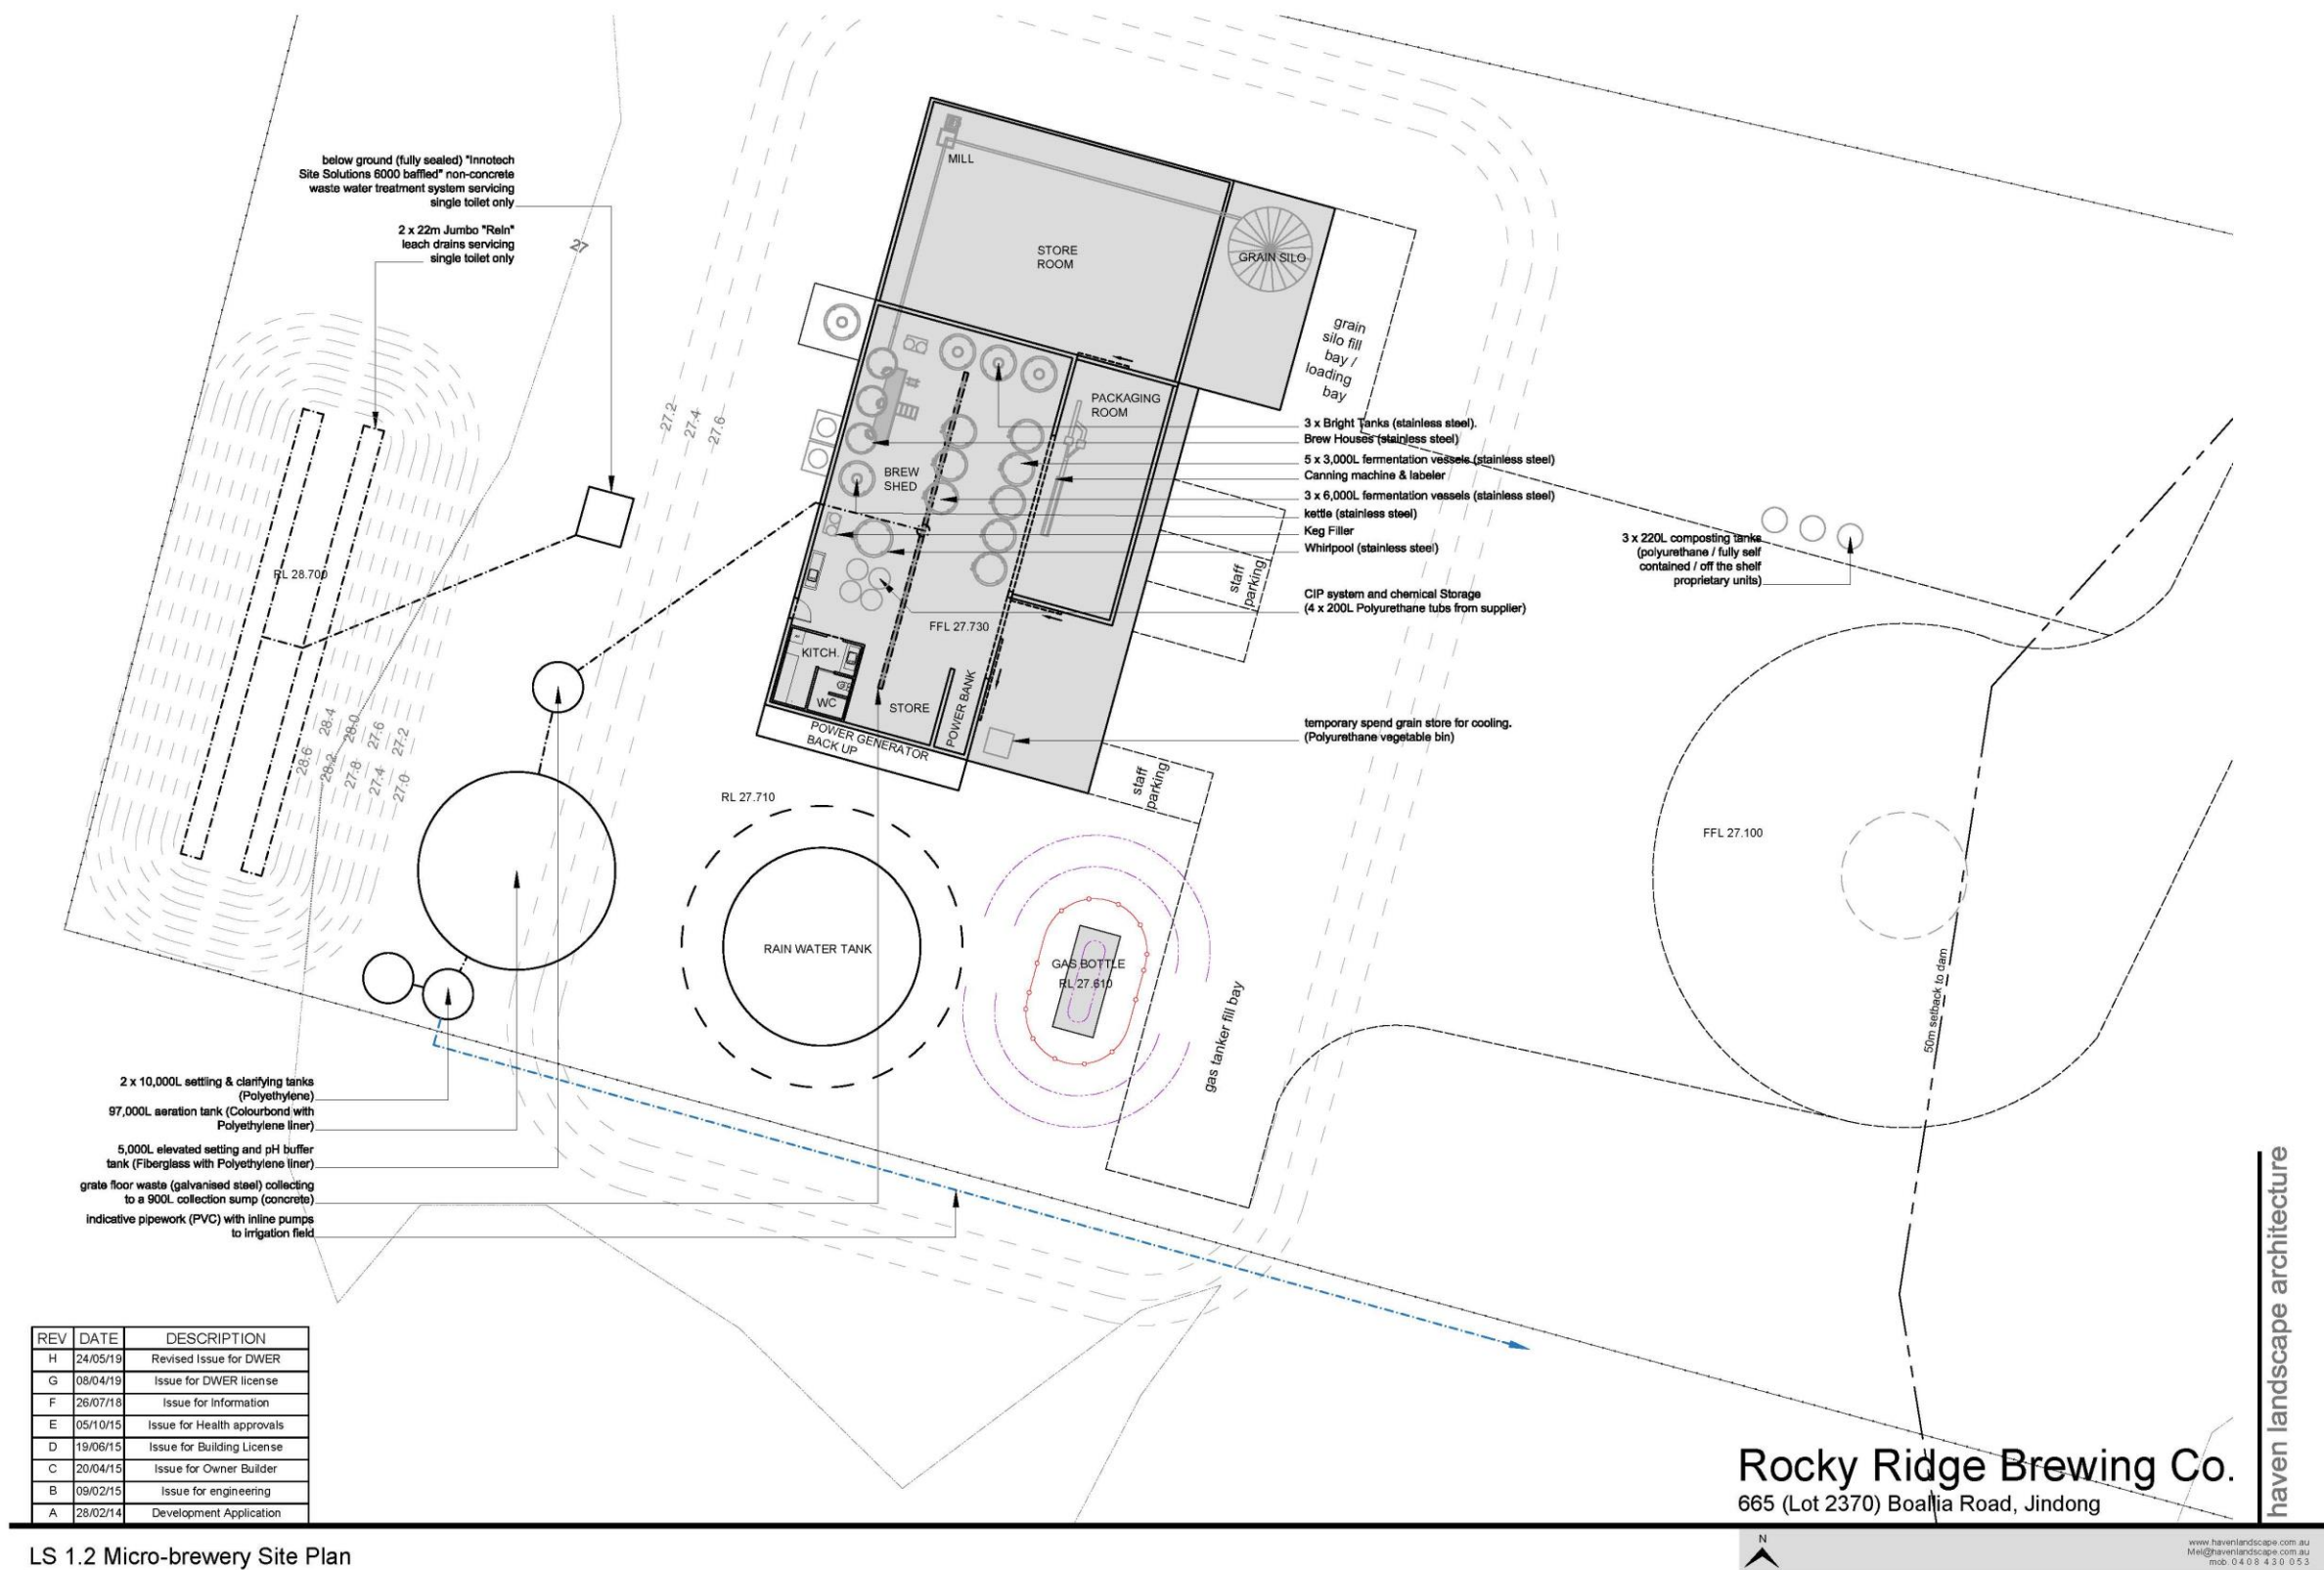 below ground (fully sealed) "Innotech
Site Solutions 6000 baffled" non-concrete
waste water treatment system servicing
single toilet only
2 x 22m Jumbo "Rein"
leach drains servicing
single toilet only
27
27.2
27.4
27.6
MILL
STORE
ROOM
GRAIN SILO
grain
silo fill
bay /
loading
bay
PACKAGING
ROOM
BREW
SHED
3 x Bright Tanks (stainless steel).
Brew Houses (stainless steel)
5 x 3,000L fermentation vessels (stainless steel)
Canning machine & labeler
3 x 6,000L fermentation vessels (stainless steel)
kettle (stainless steel)
Keg Filler
Whirlpool (stainless steel)
CIP system and chemical Storage
(4 x 200L Polyurethane tubs from supplier)
staff
parking
3 x 220L composting tanks
(polyurethane / fully self
contained / off the shelf
proprietary units)
RL 28.700
FFL 27.730
KITCH.
WC
STORE
POWER BANK
POWER GENERATOR
BACK UP
temporary spend grain store for cooling.
(Polyurethane vegetable bin)
staff
parking
28.6
28.4
28.2
28.0
27.8
27.6
27.4
27.2
27.0
RL 27.710
RAIN WATER TANK
GAS BOTTLE
RL 27.610
gas tanker fill bay
FFL 27.100
50m setback to dam
2 x 10,000L settling & clarifying tanks
(Polyethylene)
97,000L aeration tank (Colourbond with
Polyethylene liner)
5,000L elevated setting and pH buffer
tank (Fiberglass with Polyethylene liner)
grate floor waste (galvanised steel) collecting
to a 900L collection sump (concrete)
indicative pipework (PVC) with inline pumps
to irrigation field
REV DATE DESCRIPTION
H 24/05/19 Revised Issue for DWER
G 08/04/19 Issue for DWER license
F 26/07/18 Issue for Information
E 05/10/15 Issue for Health approvals
D 19/06/15 Issue for Building License
C 20/04/15 Issue for Owner Builder
B 09/02/15 Issue for engineering
A 28/02/14 Development Application
Rocky Ridge Brewing Co.
665 (Lot 2370) Boallia Road, Jindong
haven landscape architecture
LS 1.2 Micro-brewery Site Plan
N
www.havenlandscape.com.au
Mel@havenlandscape.com.au
mob. 0 4 0 8 4 3 0 0 5 3